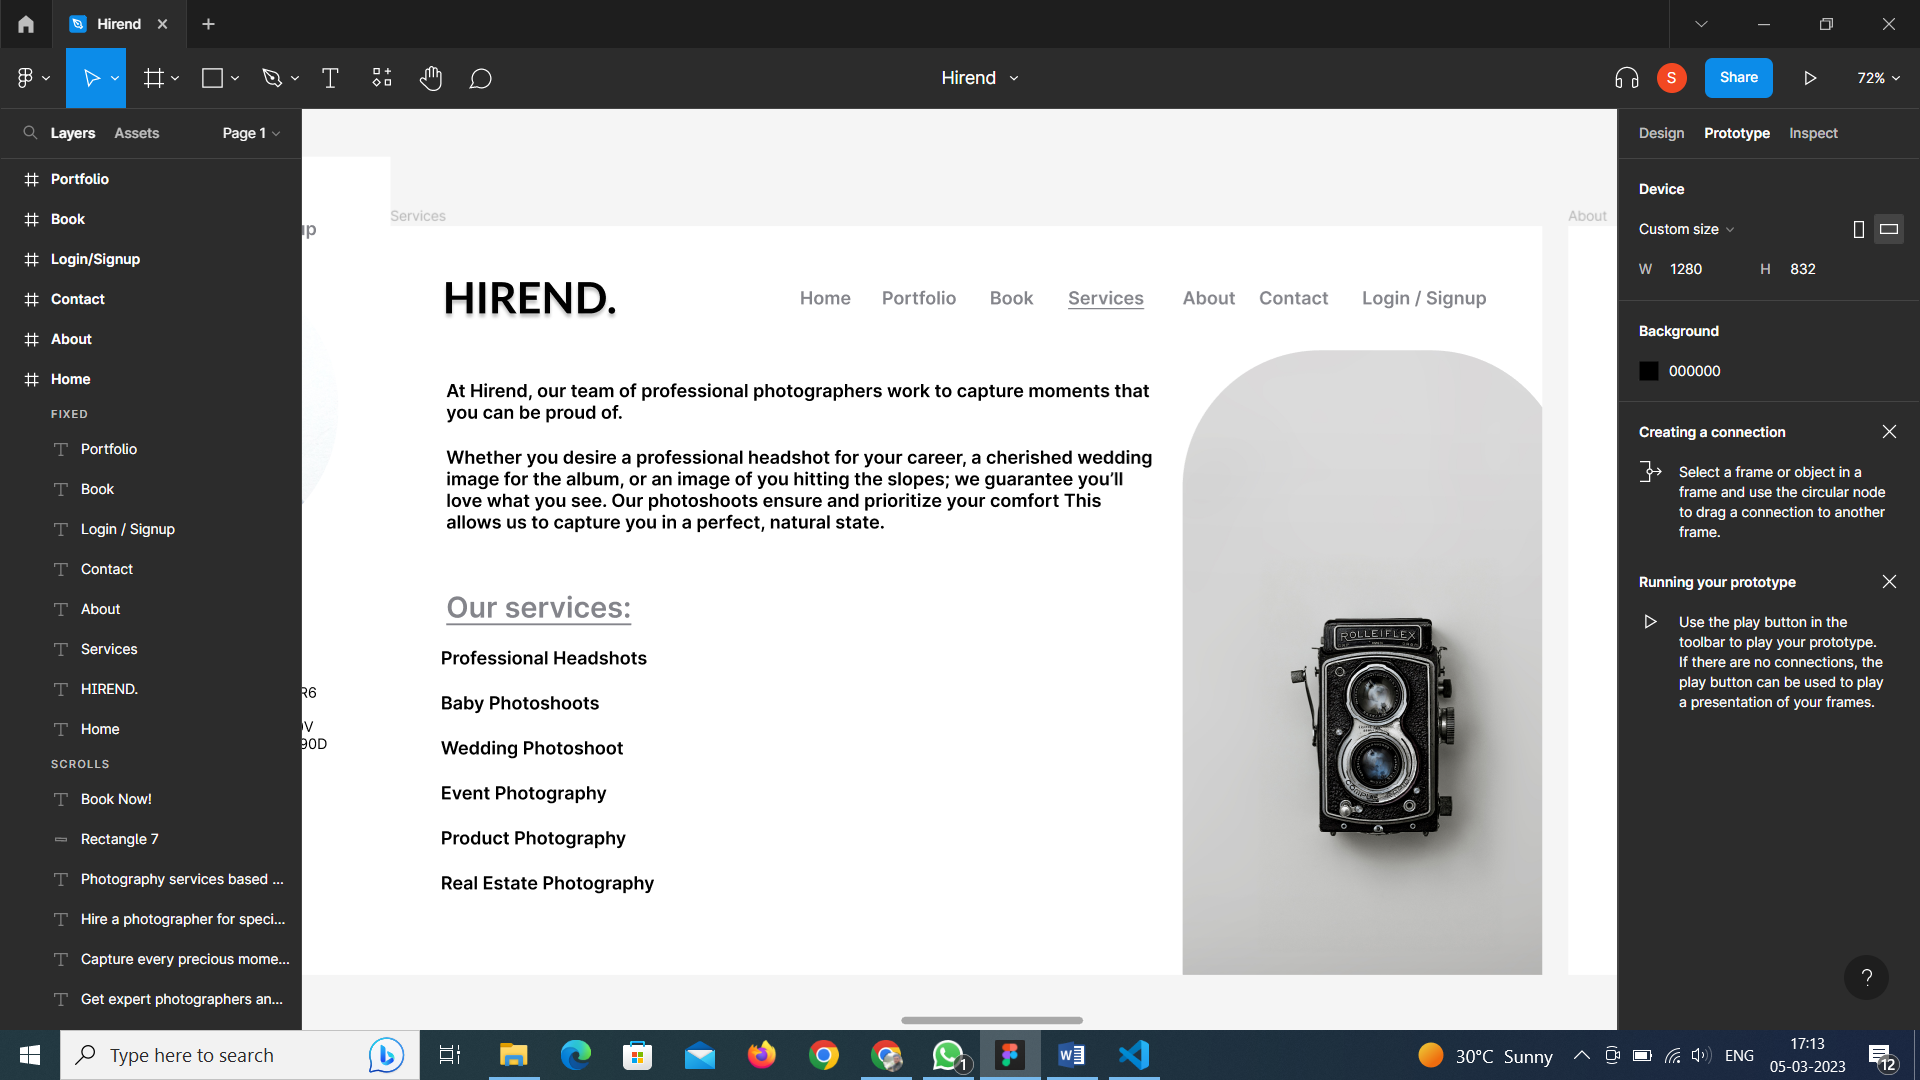 Hirend
Hirend
S
Share
72%
Layers
Assets
Page 1
Portfolio
Book
Login/Signup
Contact
About
Home
FIXED
Portfolio
Book
Login / Signup
Contact
About
Services
HIREND.
Home
SCROLLS
Book Now!
Rectangle 7
Photography services based ...
Hire a photographer for speci...
Capture every precious mome...
Get expert photographers an...
up
R6
0V
90D
Services
About
HIREND.
Home
Portfolio
Book
Services
About
Contact
Login / Signup
At Hirend, our team of professional photographers work to capture moments that
you can be proud of.
Whether you desire a professional headshot for your career, a cherished wedding
image for the album, or an image of you hitting the slopes; we guarantee you’ll
love what you see. Our photoshoots ensure and prioritize your comfort This
allows us to capture you in a perfect, natural state.
Our services:
Professional Headshots
Baby Photoshoots
Wedding Photoshoot
Event Photography
Product Photography
Real Estate Photography
ROLLEIFLEX
Design
Prototype
Inspect
Device
Custom size
W 1280
H 832
Background
000000
Creating a connection
Select a frame or object in a
frame and use the circular node
to drag a connection to another
frame.
Running your prototype
Use the play button in the
toolbar to play your prototype.
If there are no connections, the
play button can be used to play
a presentation of your frames.
?
Type here to search
1
30°C Sunny
ENG
17:13
05-03-2023
12